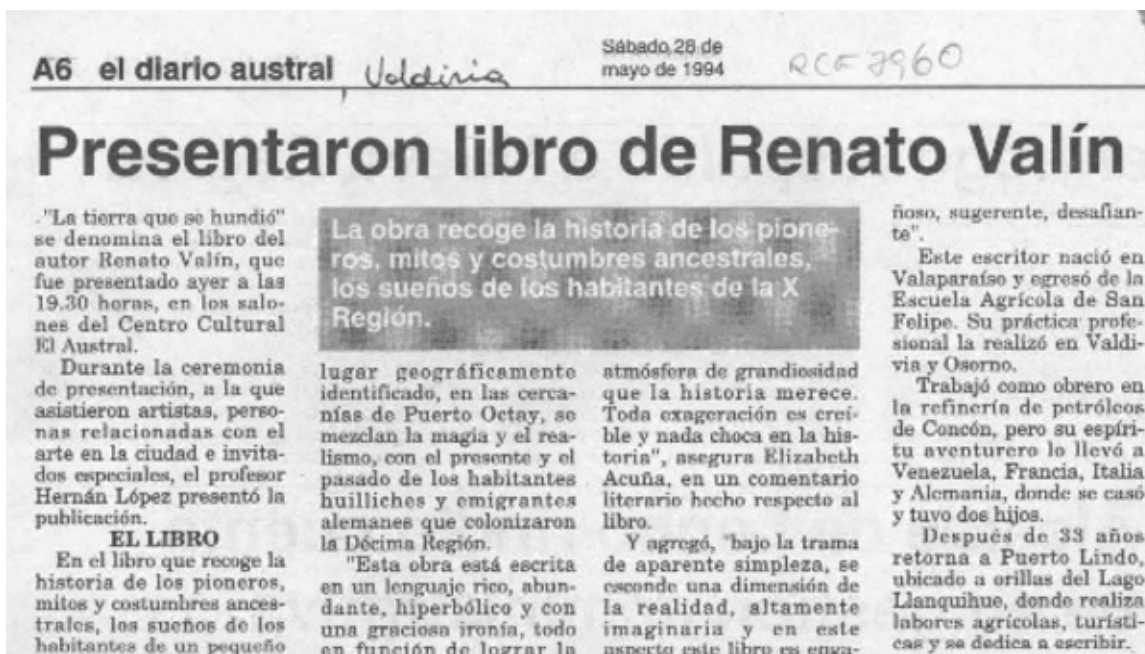 A6 el diario austral
Valdivia
Sábado 28 de
mayo de 1994
RCF 7960
Presentaron libro de Renato Valín
"La tierra que se hundió"
se denomina el libro del
autor Renato Valín, que
fue presentado ayer a las
19.30 horas, en los salo-
nes del Centro Cultural
El Austral.
Durante la ceremonia
de presentación, a la que
asistieron artistas, perso-
nas relacionadas con el
arte en la ciudad e invita-
dos especiales, el profesor
Hernán López presentó la
publicación.
EL LIBRO
En el libro que recoge la
historia de los pioneros,
mitos y costumbres ances-
trales, los sueños de los
habitantes de un pequeño
La obra recoge la historia de los pione-
ros, mitos y costumbres ancestrales,
los sueños de los habitantes de la X
Región.
lugar geográficamente
identificado, en las cerca-
nías de Puerto Octay, se
mezclan la magia y el rea-
lismo, con el presente y el
pasado de los habitantes
huilliches y emigrantes
alemanes que colonizaron
la Décima Región.
"Esta obra está escrita
en un lenguaje rico, abun-
dante, hiperbólico y con
una graciosa ironía, todo
en función de lograr la
atmósfera de grandiosidad
que la historia merece.
Toda exageración es creí-
ble y nada choca en la his-
toria", asegura Elizabeth
Acuña, en un comentario
literario hecho respecto al
libro.
Y agregó, "bajo la trama
de aparente simpleza, se
esconde una dimensión de
la realidad, altamente
imaginaria y en este
aspecto este libro es enga-
ñoso, sugerente, desafian-
te".
Este escritor nació en
Valparaíso y egresó de la
Escuela Agrícola de San
Felipe. Su práctica profe-
sional la realizó en Valdi-
via y Osorno.
Trabajó como obrero en
la refinería de petróleos
de Concón, pero su espíri-
tu aventurero lo llevó a
Venezuela, Francia, Italia
y Alemania, donde se casó
y tuvo dos hijos.
Después de 33 años
retorna a Puerto Lindo,
ubicado a orillas del Lago
Llanquihue, donde realiza
labores agrícolas, turísti-
cas y se dedica a escribir.